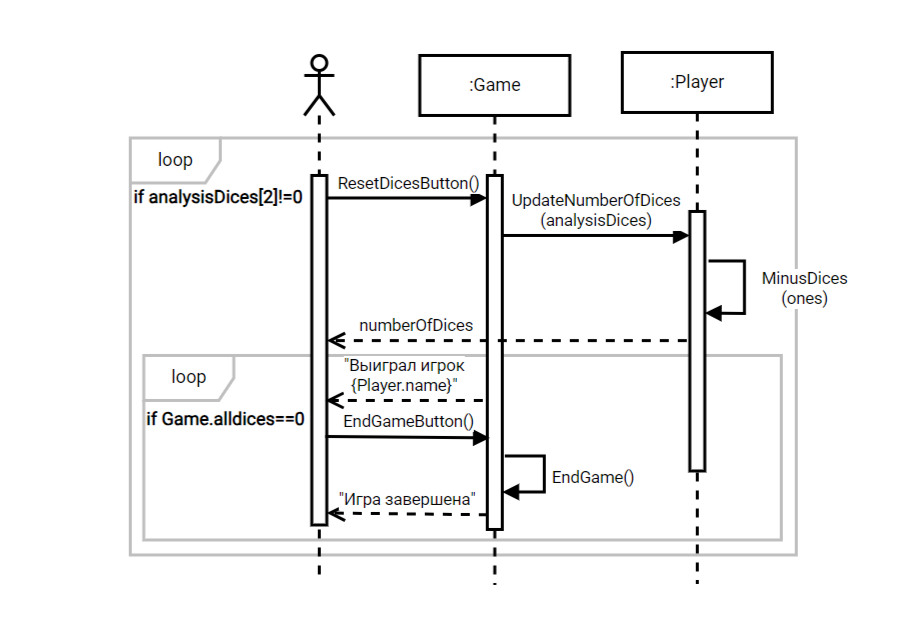 :Game
:Player
loop
if analysisDices[2]!=0
ResetDicesButton()
UpdateNumberOfDices
(analysisDices)
MinusDices
(ones)
numberOfDices
loop
"Выиграл игрок
{Player.name}"
if Game.alldices==0
EndGameButton()
EndGame()
"Игра завершена"